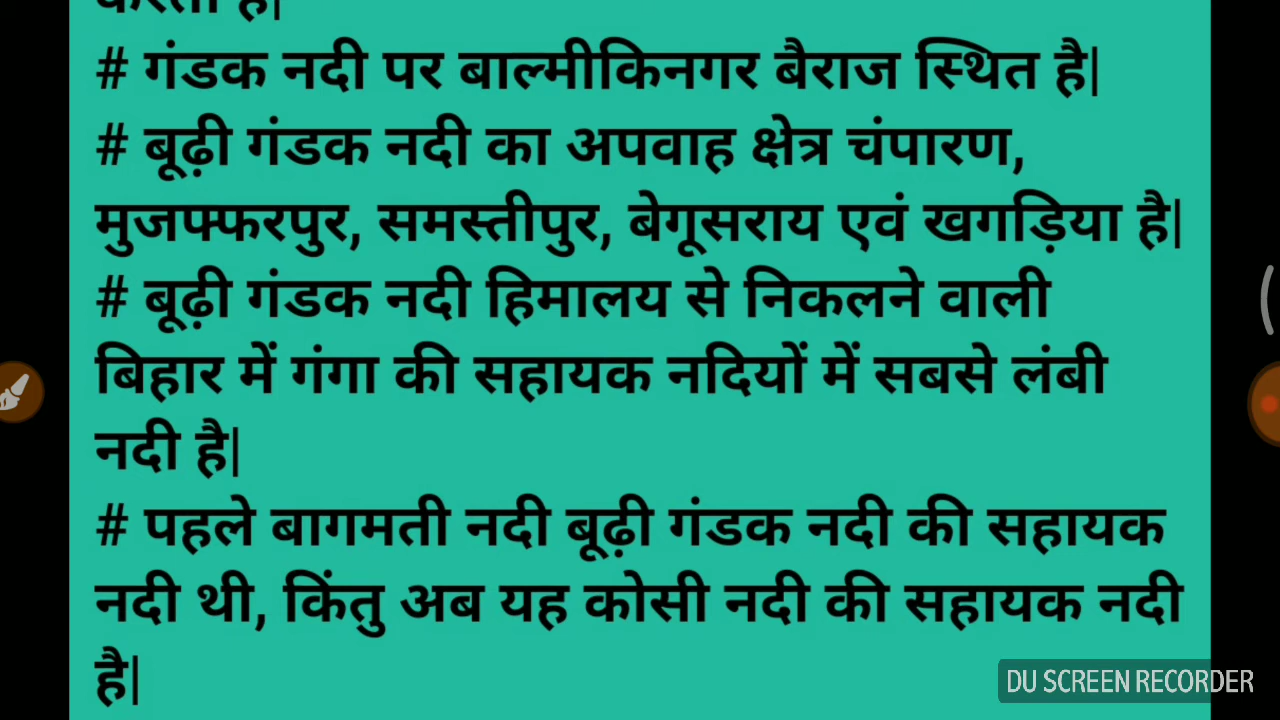 करता है|
# गंडक नदी पर बाल्मीकिनगर बैराज स्थित है|
# बूढ़ी गंडक नदी का अपवाह क्षेत्र चंपारण,
मुजफ्फरपुर, समस्तीपुर, बेगूसराय एवं खगड़िया है|
# बूढ़ी गंडक नदी हिमालय से निकलने वाली
बिहार में गंगा की सहायक नदियों में सबसे लंबी
नदी है|
# पहले बागमती नदी बूढ़ी गंडक नदी की सहायक
नदी थी, किंतु अब यह कोसी नदी की सहायक नदी
है|
DU SCREEN RECORDER